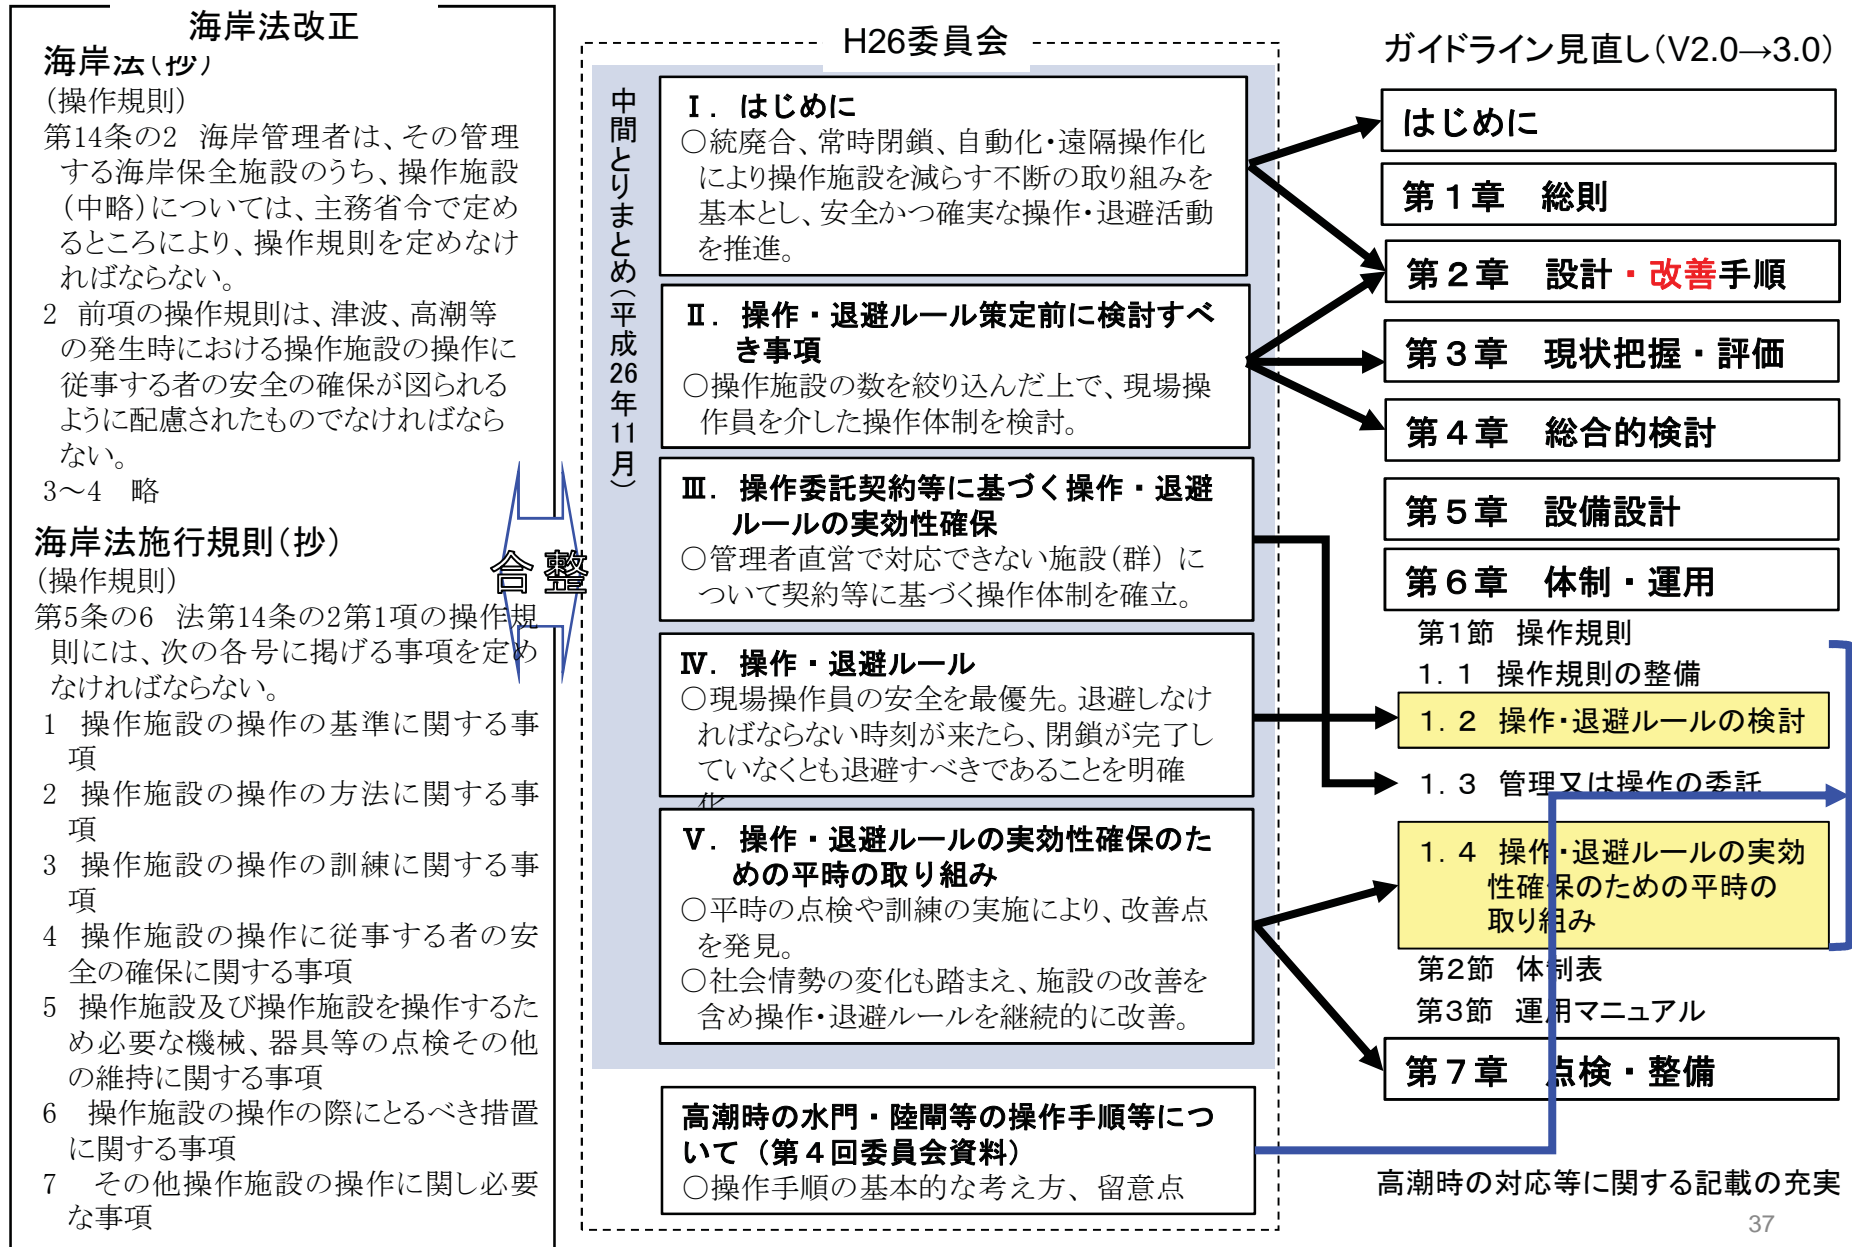 海岸法改正
海岸法(抄)
(操作規則)
第14条の2 海岸管理者は、その管理
する海岸保全施設のうち、操作施設
(中略)については、主務省令で定め
るところにより、操作規則を定めなけ
ればならない。
2 前項の操作規則は、津波、高潮等
の発生時における操作施設の操作に
従事する者の安全の確保が図られる
ように配慮されたものでなければなら
ない。
3～4 略
海岸法施行規則(抄)
(操作規則)
第5条の6 法第14条の2第1項の操作規
則には、次の各号に掲げる事項を定め
なければならない。
1 操作施設の操作の基準に関する事
項
2 操作施設の操作の方法に関する事
項
3 操作施設の操作の訓練に関する事
項
4 操作施設の操作に従事する者の安
全の確保に関する事項
5 操作施設及び操作施設を操作するた
め必要な機械、器具等の点検その他
の維持に関する事項
6 操作施設の操作の際にとるべき措置
に関する事項
7 その他操作施設の操作に関し必要
な事項
合整
H26委員会
中間とりまとめ(平成26年11月)
Ⅰ. はじめに
○統廃合、常時閉鎖、自動化・遠隔操作化
により操作施設を減らす不断の取り組みを
基本とし、安全かつ確実な操作・退避活動
を推進。
Ⅱ. 操作・退避ルール策定前に検討すべ
き事項
○操作施設の数を絞り込んだ上で、現場操
作員を介した操作体制を検討。
Ⅲ. 操作委託契約等に基づく操作・退避
ルールの実効性確保
○管理者直営で対応できない施設(群) に
ついて契約等に基づく操作体制を確立。
Ⅳ. 操作・退避ルール
○現場操作員の安全を最優先。退避しなけ
ればならない時刻が来たら、閉鎖が完了し
ていなくとも退避すべきであることを明確
化
Ⅴ. 操作・退避ルールの実効性確保のた
めの平時の取り組み
○平時の点検や訓練の実施により、改善点
を発見。
○社会情勢の変化も踏まえ、施設の改善を
含め操作・退避ルールを継続的に改善。
高潮時の水門・陸閘等の操作手順等につ
いて（第４回委員会資料）
○操作手順の基本的な考え方、留意点
ガイドライン見直し(V2.0→3.0)
はじめに
第１章 総則
第２章 設計・改善手順
第３章 現状把握・評価
第４章 総合的検討
第５章 設備設計
第６章 体制・運用
第1節 操作規則
1. 1 操作規則の整備
1. 2 操作・退避ルールの検討
1. 3 管理又は操作の委託
1. 4 操作・退避ルールの実効
性確保のための平時の
取り組み
第2節 体制表
第3節 運用マニュアル
第７章 点検・整備
高潮時の対応等に関する記載の充実
37